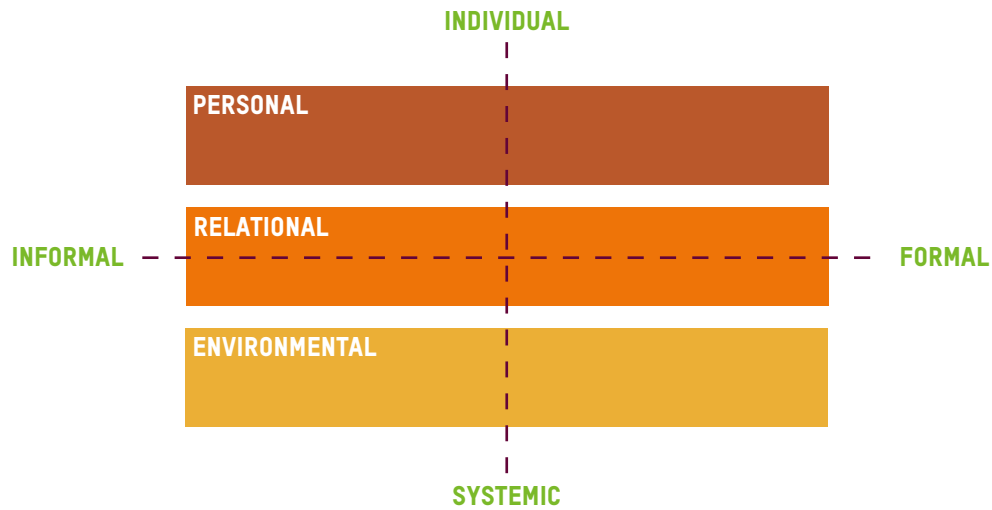 INDIVIDUAL
PERSONAL
RELATIONAL
INFORMAL
FORMAL
ENVIRONMENTAL
SYSTEMIC